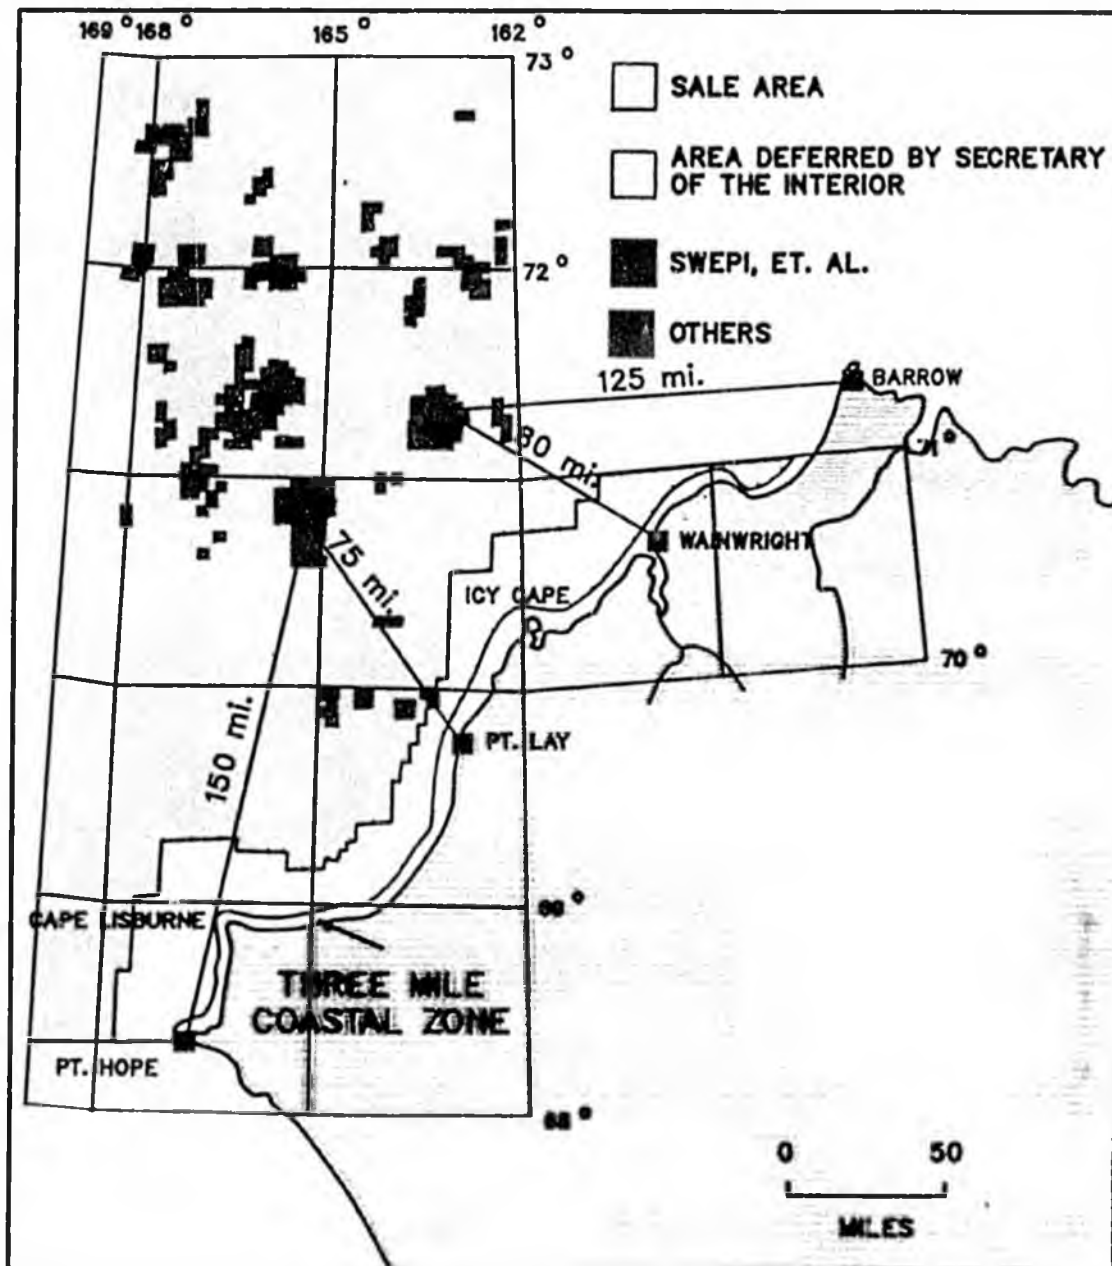 169° 168° 165° 162°
73°
SALE AREA
AREA DEFERRED BY SECRETARY
OF THE INTERIOR
72°
SWEPI, ET. AL.
OTHERS
125 mi.
BARROW
80 mi.
71°
WAINWRIGHT
75 mi.
ICY CAPE
70°
150 mi.
PT. LAY
69°
CAPE LISBURNE
THREE MILE
COASTAL ZONE
PT. HOPE
68°
0 50
MILES